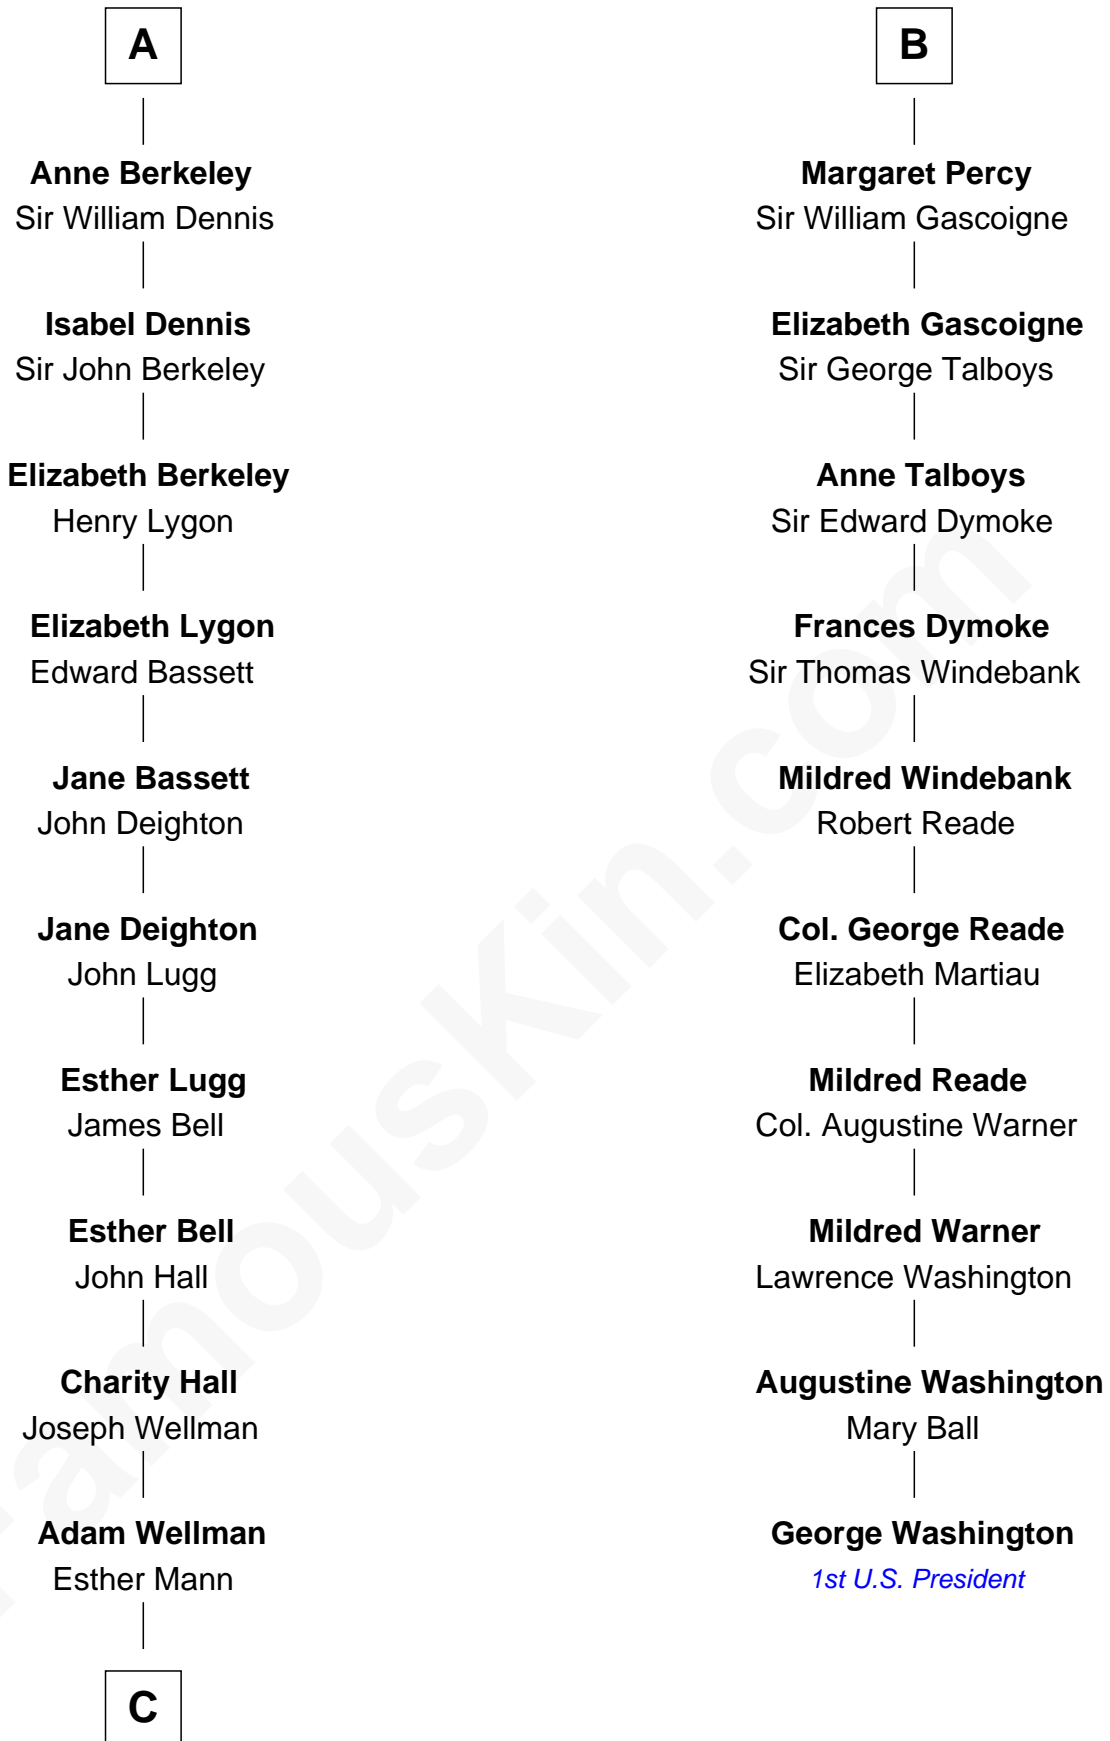 A
Anne Berkeley
Sir William Dennis
Isabel Dennis
Sir John Berkeley
Elizabeth Berkeley
Henry Lygon
Elizabeth Lygon
Edward Bassett
Jane Bassett
John Deighton
Jane Deighton
John Lugg
Esther Lugg
James Bell
Esther Bell
John Hall
Charity Hall
Joseph Wellman
Adam Wellman
Esther Mann
C
B
Margaret Percy
Sir William Gascoigne
Elizabeth Gascoigne
Sir George Talboys
Anne Talboys
Sir Edward Dymoke
Frances Dymoke
Sir Thomas Windebank
Mildred Windebank
Robert Reade
Col. George Reade
Elizabeth Martiau
Mildred Reade
Col. Augustine Warner
Mildred Warner
Lawrence Washington
Augustine Washington
Mary Ball
George Washington
1st U.S. President
FamousKin.com